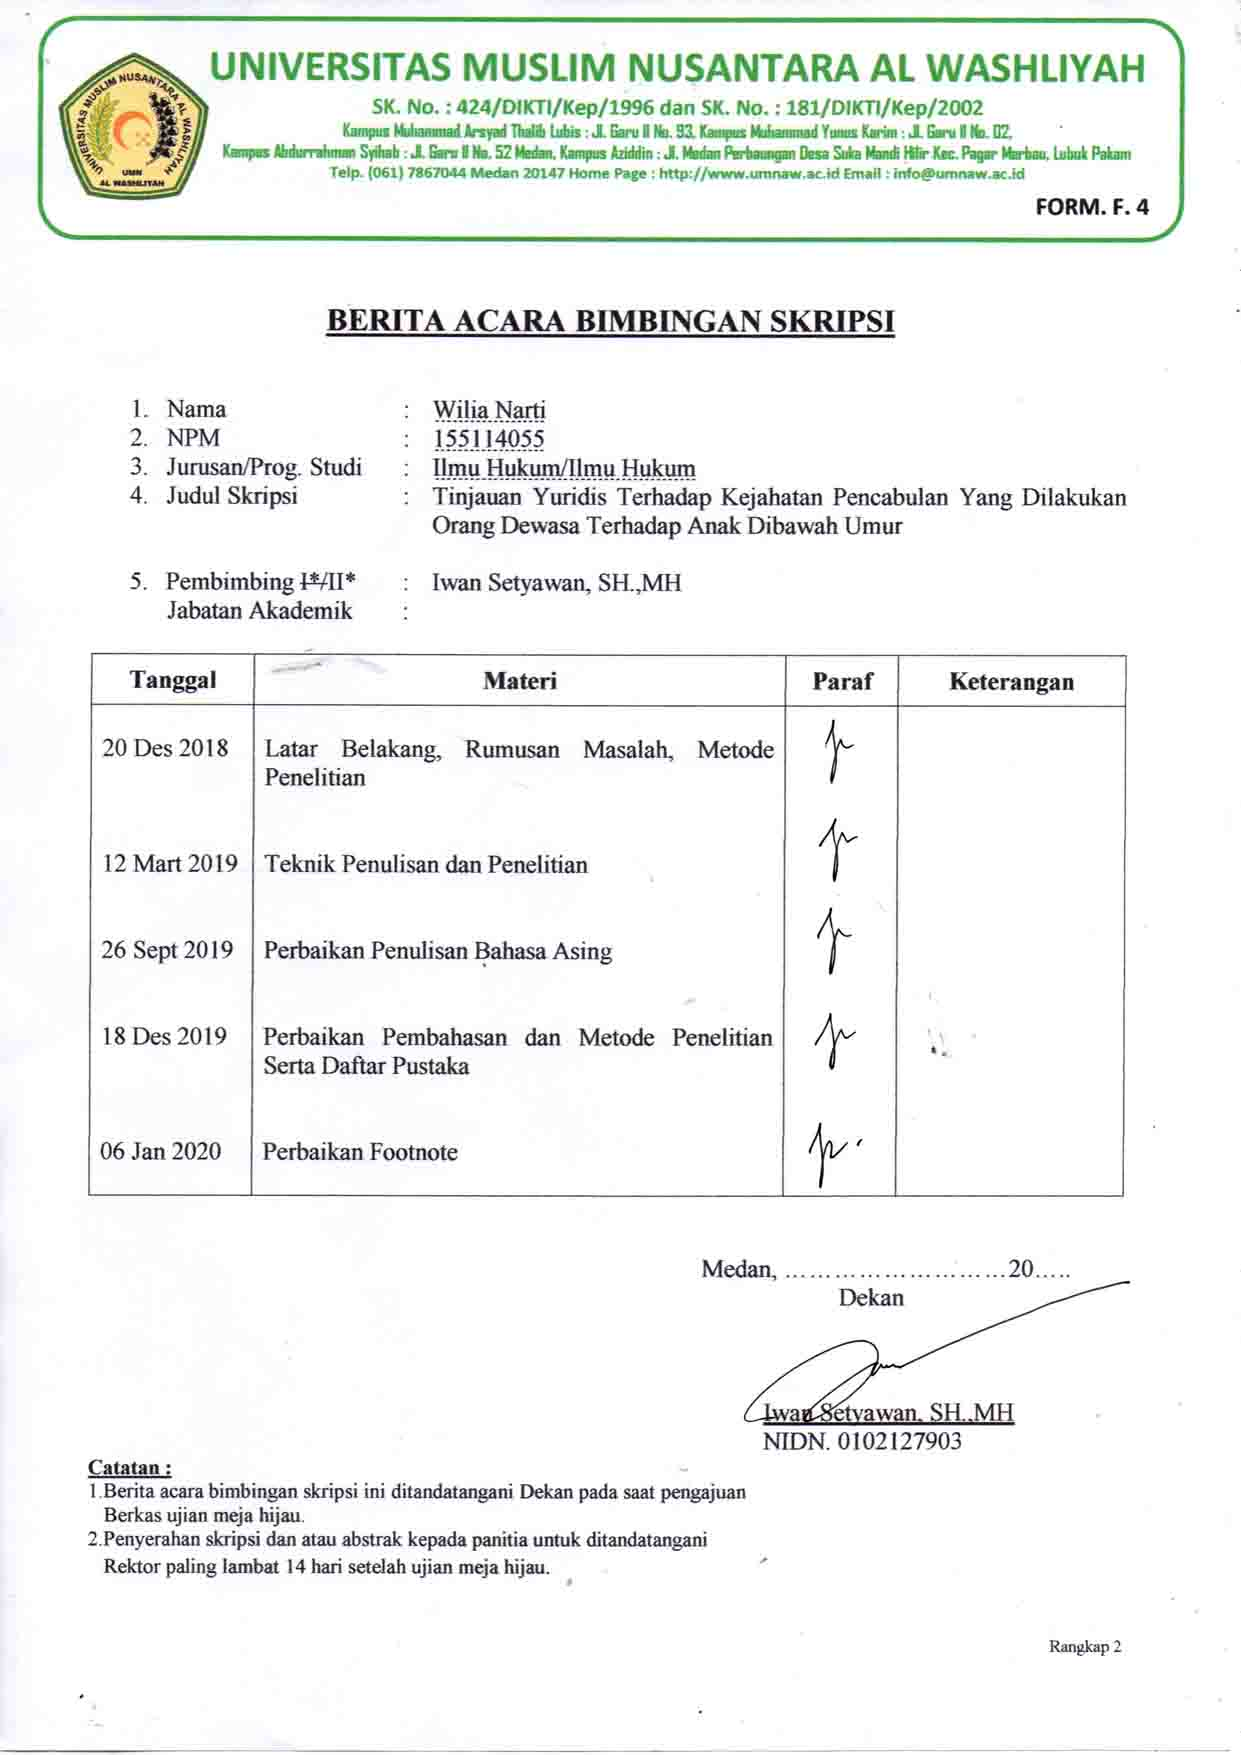 UNIVERSITAS MUSLIM NUSANTARA AL WASHLIYAH
SK. No. : 424/DIKTI/Kep/1996 dan SK. No. : 181/DIKTI/Kep/2002
Kampus Muhammad Arsyad Thalib Lubis : Jl. Garu II No. 93, Kampus Muhammad Yunus Karim : Jl. Garu II No. 02,
Kampus Abdurrahman Syihab : Jl. Garu II No. 52 Medan, Kampus Aziddin : Jl. Medan Perbaungan Desa Suka Mandi Hilir Kec. Pagar Merbau, Lubuk Pakam
Telp. (061) 7867044 Medan 20147 Home Page : http://www.umnaw.ac.id Email : info@umnaw.ac.id
UNIVERSITAS MUSLIM NUSANTARA AL WASHLIYAH
UMN
AL WASHLIYAH
FORM. F. 4
BERITA ACARA BIMBINGAN SKRIPSI
1. Nama : Wilia Narti
2. NPM : 155114055
3. Jurusan/Prog. Studi : Ilmu Hukum/Ilmu Hukum
4. Judul Skripsi : Tinjauan Yuridis Terhadap Kejahatan Pencabulan Yang Dilakukan
Orang Dewasa Terhadap Anak Dibawah Umur
5. Pembimbing I*/II* : Iwan Setyawan, SH.,MH
Jabatan Akademik :
Tanggal Materi Paraf Keterangan
20 Des 2018 Latar Belakang, Rumusan Masalah, Metode
Penelitian
12 Mart 2019 Teknik Penulisan dan Penelitian
26 Sept 2019 Perbaikan Penulisan Bahasa Asing
18 Des 2019 Perbaikan Pembahasan dan Metode Penelitian
Serta Daftar Pustaka
06 Jan 2020 Perbaikan Footnote
Medan, ...........................20.....
Dekan
Iwan Setyawan, SH.,MH
NIDN. 0102127903
Catatan :
1.Berita acara bimbingan skripsi ini ditandatangani Dekan pada saat pengajuan
Berkas ujian meja hijau.
2.Penyerahan skripsi dan atau abstrak kepada panitia untuk ditandatangani
Rektor paling lambat 14 hari setelah ujian meja hijau.
Rangkap 2